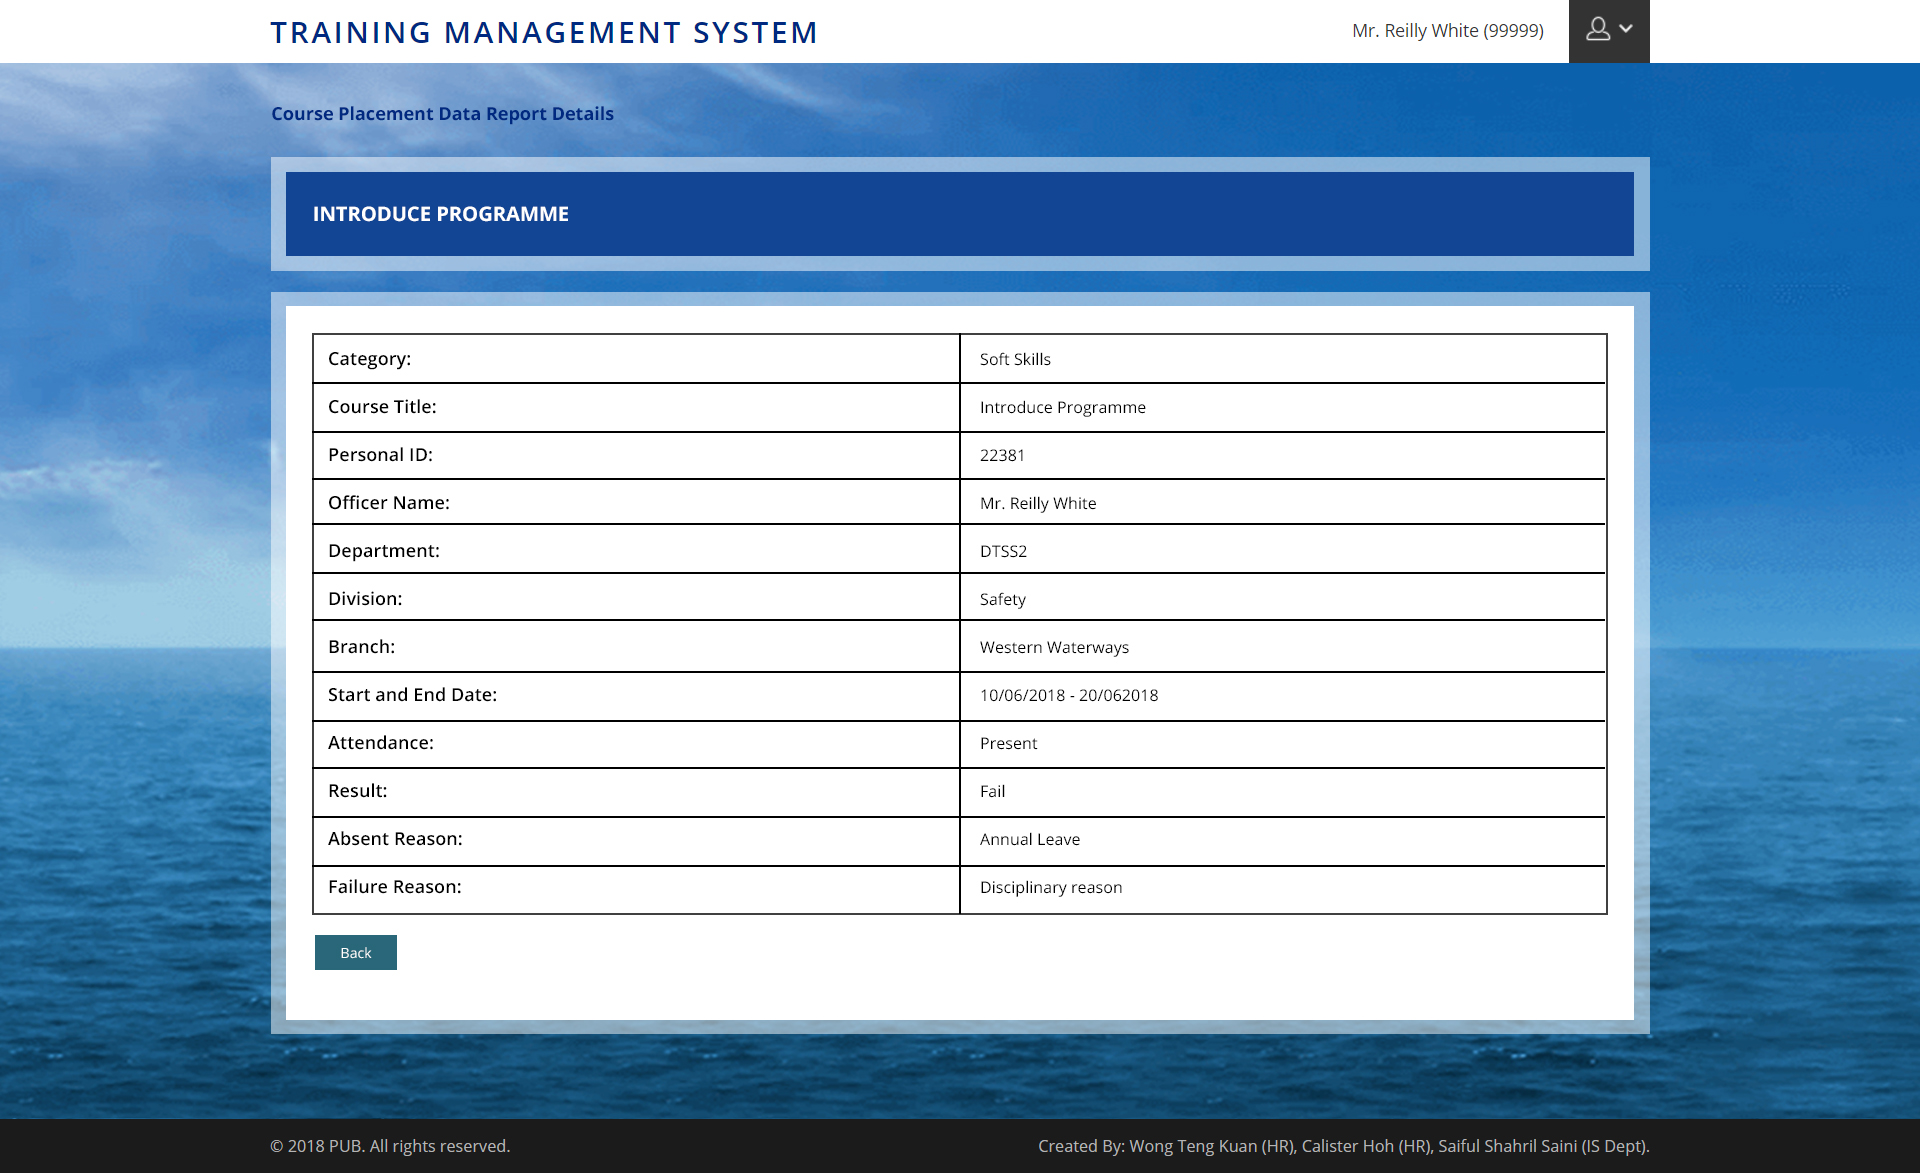 TRAINING MANAGEMENT SYSTEM
Mr. Reilly White (99999)
Course Placement Data Report Details
INTRODUCE PROGRAMME
Category: Soft Skills
Course Title: Introduce Programme
Personal ID: 22381
Officer Name: Mr. Reilly White
Department: DTSS2
Division: Safety
Branch: Western Waterways
Start and End Date: 10/06/2018 - 20/062018
Attendance: Present
Result: Fail
Absent Reason: Annual Leave
Failure Reason: Disciplinary reason
Back
© 2018 PUB. All rights reserved.
Created By: Wong Teng Kuan (HR), Calister Hoh (HR), Saiful Shahril Saini (IS Dept).